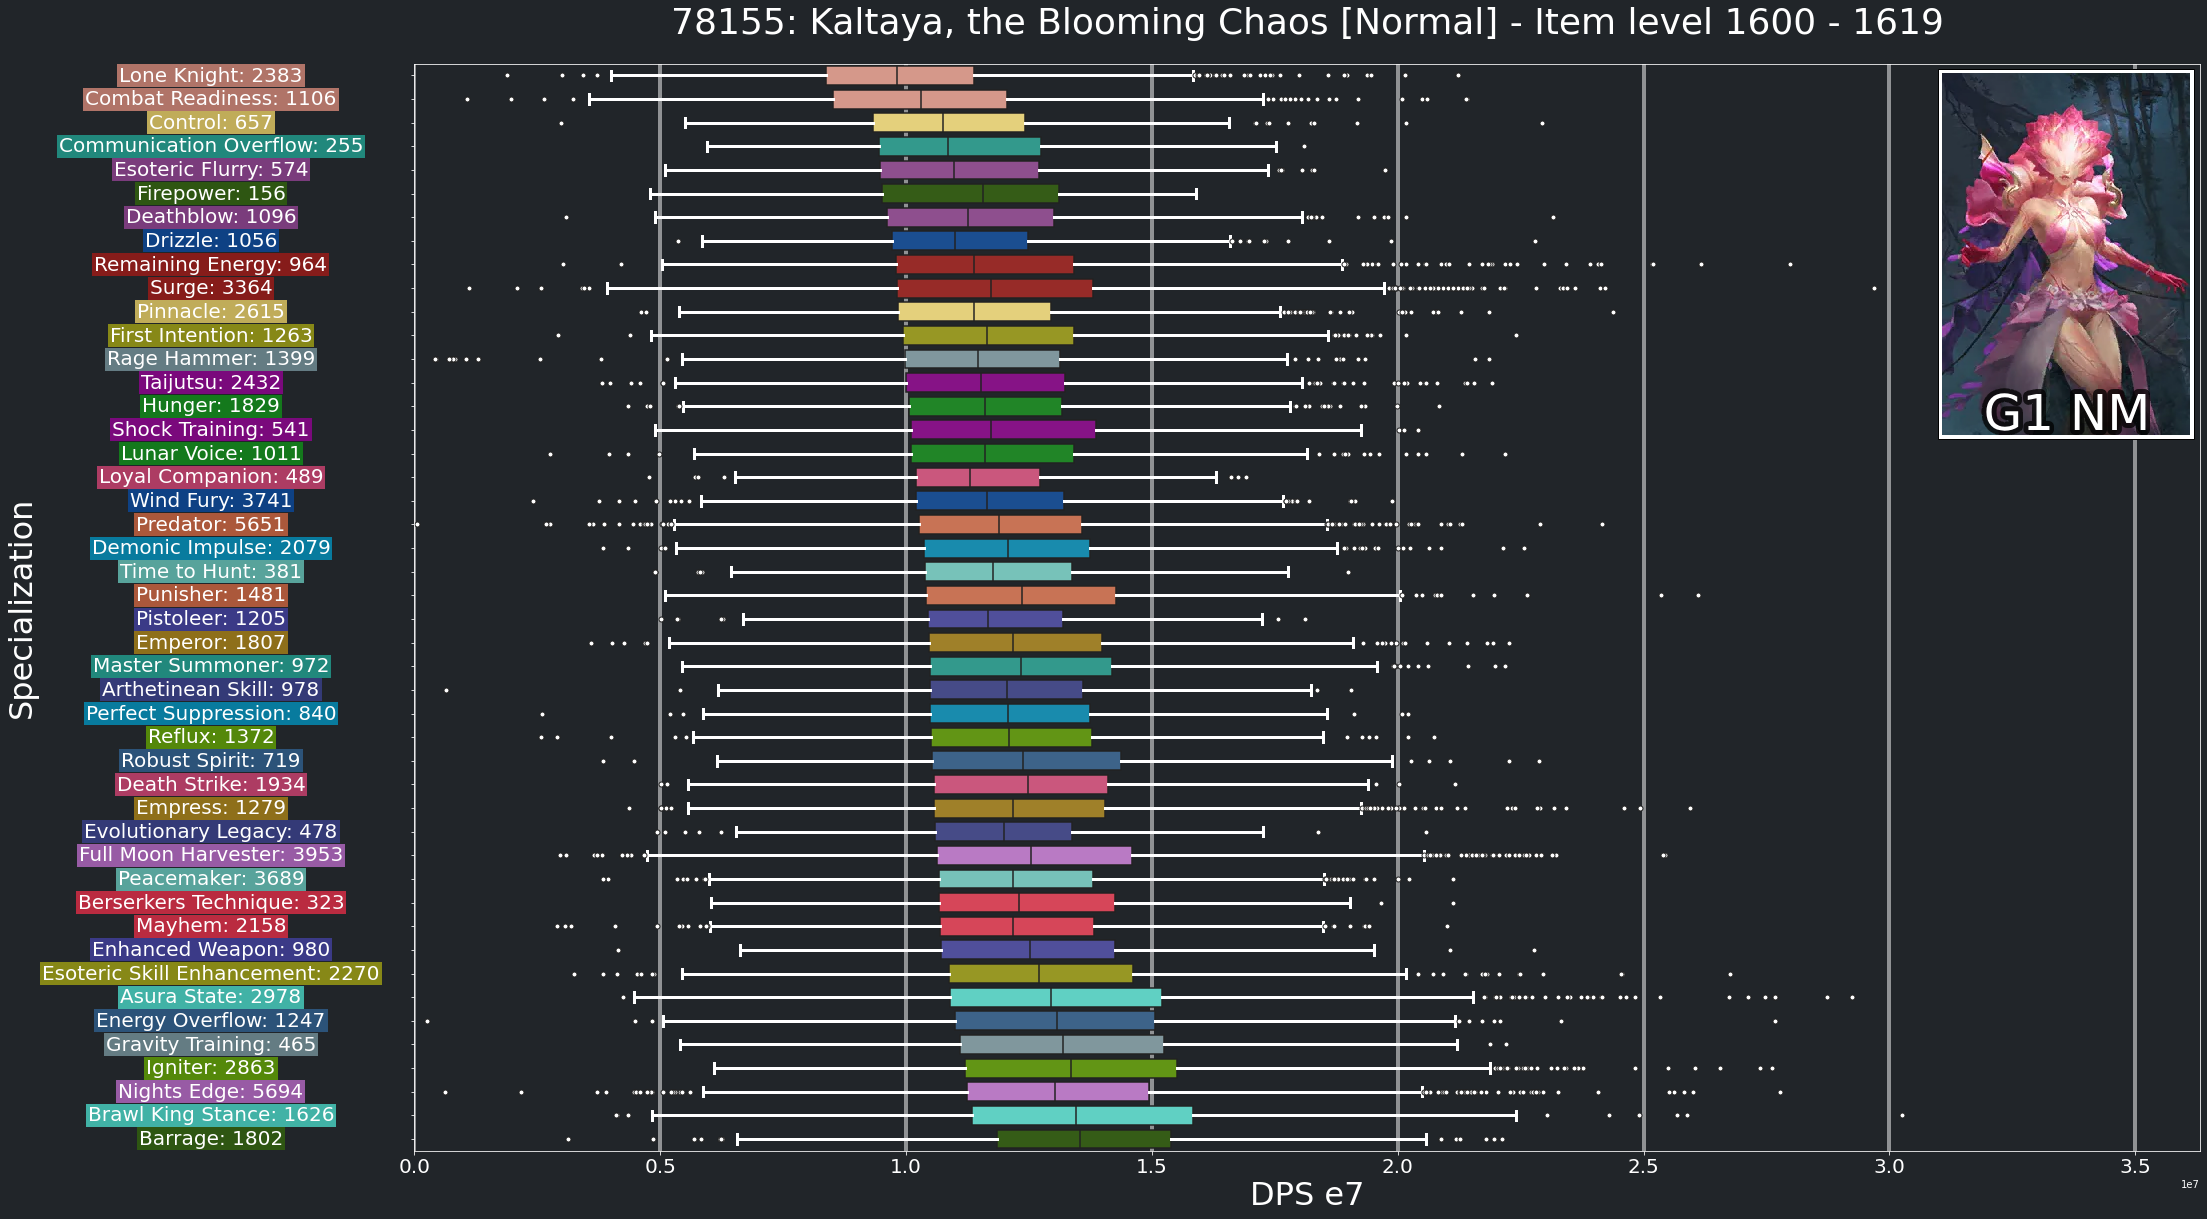 78155: Kaltaya, the Blooming Chaos [Normal] - Item level 1600 - 1619
Lone Knight: 2383
Combat Readiness: 1106
Control: 657
Communication Overflow: 255
Esoteric Flurry: 574
Firepower: 156
Deathblow: 1096
Drizzle: 1056
Remaining Energy: 964
Surge: 3364
Pinnacle: 2615
First Intention: 1263
Rage Hammer: 1399
Taijutsu: 2432
Hunger: 1829
Shock Training: 541
Lunar Voice: 1011
Loyal Companion: 489
Wind Fury: 3741
Predator: 5651
Demonic Impulse: 2079
Time to Hunt: 381
Punisher: 1481
Pistoleer: 1205
Emperor: 1807
Master Summoner: 972
Arthetinean Skill: 978
Perfect Suppression: 840
Reflux: 1372
Robust Spirit: 719
Death Strike: 1934
Empress: 1279
Evolutionary Legacy: 478
Full Moon Harvester: 3953
Peacemaker: 3689
Berserkers Technique: 323
Mayhem: 2158
Enhanced Weapon: 980
Esoteric Skill Enhancement: 2270
Asura State: 2978
Energy Overflow: 1247
Gravity Training: 465
Igniter: 2863
Nights Edge: 5694
Brawl King Stance: 1626
Barrage: 1802
Specialization
G1 NM
0.0 0.5 1.0 1.5 2.0 2.5 3.0 3.5
DPS e7
1e7